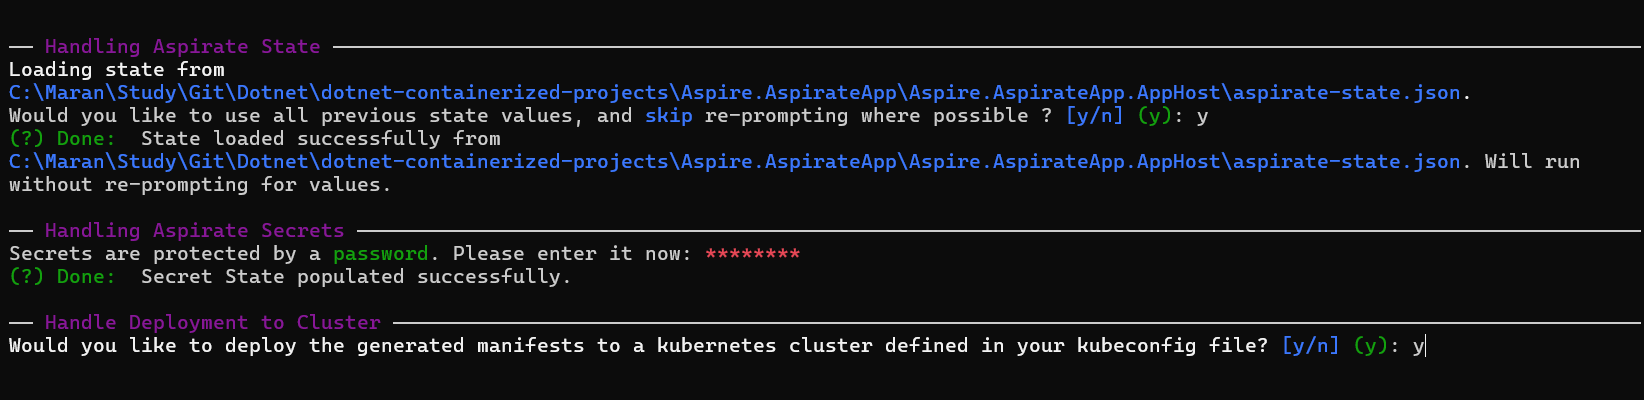 Handling Aspirate State
Loading state from
C:\Maran\Study\Git\Dotnet\dotnet-containerized-projects\Aspire.AspirateApp\Aspire.AspirateApp.AppHost\aspirate-state.json.
Would you like to use all previous state values, and skip re-prompting where possible ? [y/n] (y): y
(?) Done:  State loaded successfully from
C:\Maran\Study\Git\Dotnet\dotnet-containerized-projects\Aspire.AspirateApp\Aspire.AspirateApp.AppHost\aspirate-state.json. Will run
without re-prompting for values.
Handling Aspirate Secrets
Secrets are protected by a password. Please enter it now: ********
(?) Done:  Secret State populated successfully.
Handle Deployment to Cluster
Would you like to deploy the generated manifests to a kubernetes cluster defined in your kubeconfig file? [y/n] (y): y